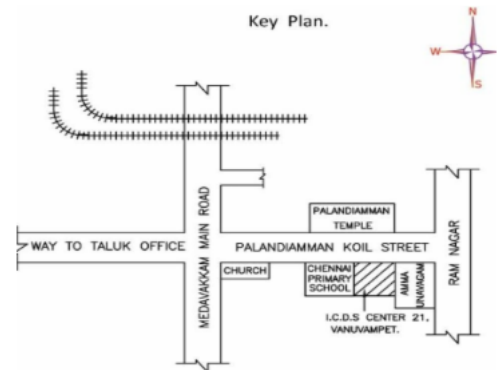 Key Plan.
N
W
E
S
PALANDIAMMAN
TEMPLE
WAY TO TALUK OFFICE
MEDAVAKKAM MAIN ROAD
PALANDIAMMAN KOIL STREET
RAM NAGAR
CHURCH
CHENNAI
PRIMARY
SCHOOL
AMMA
UNAVAGAM
I.C.D.S CENTER 21,
VANUVAMPET.